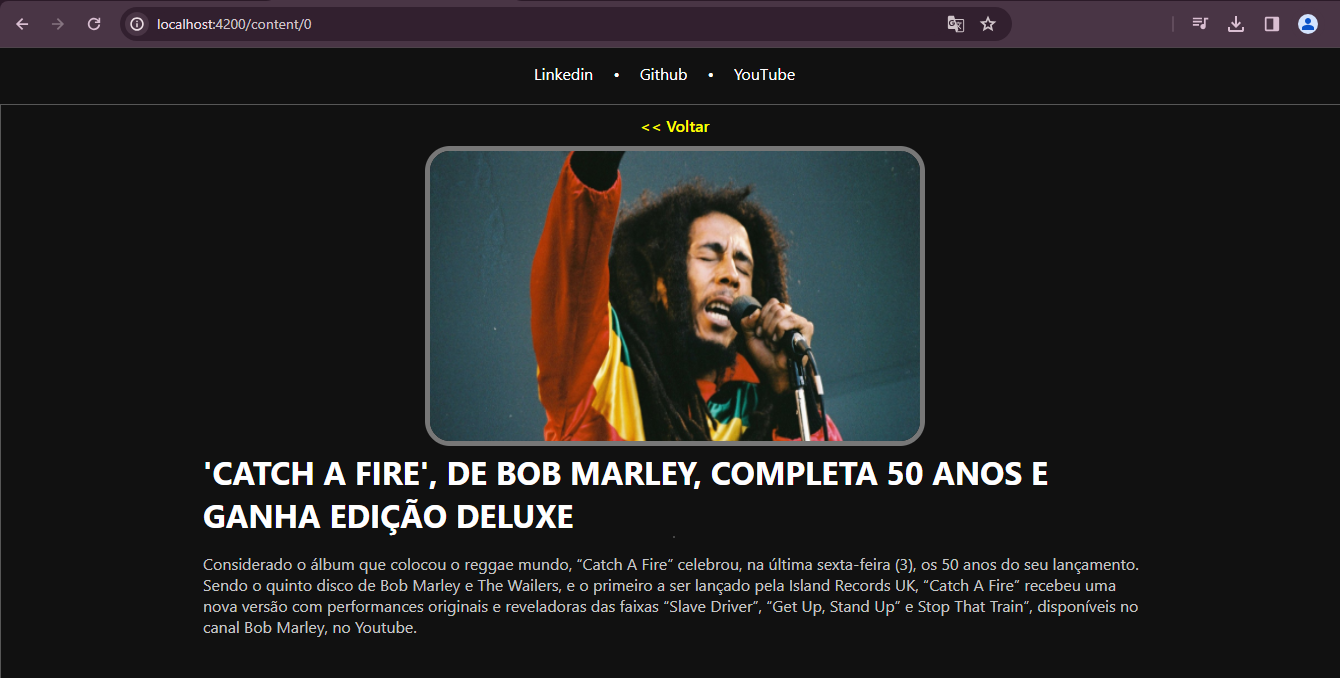 localhost:4200/content/0
Linkedin • Github • YouTube
<< Voltar
'CATCH A FIRE', DE BOB MARLEY, COMPLETA 50 ANOS E
GANHA EDIÇÃO DELUXE
Considerado o álbum que colocou o reggae mundo, “Catch A Fire” celebrou, na última sexta-feira (3), os 50 anos do seu lançamento.
Sendo o quinto disco de Bob Marley e The Wailers, e o primeiro a ser lançado pela Island Records UK, “Catch A Fire” recebeu uma
nova versão com performances originais e reveladoras das faixas “Slave Driver”, “Get Up, Stand Up” e Stop That Train”, disponíveis no
canal Bob Marley, no Youtube.